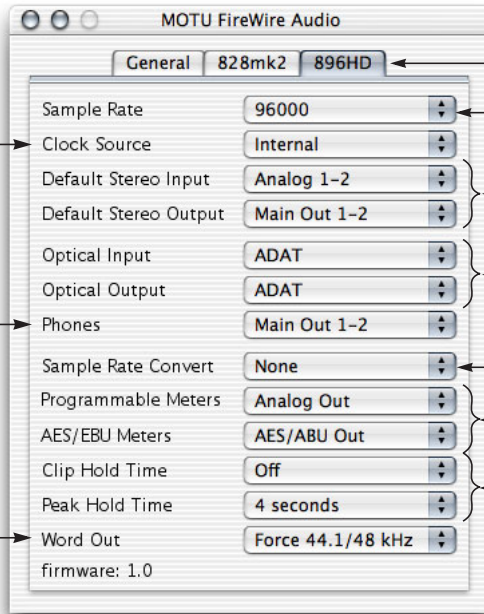 MOTU FireWire Audio
General 828mk2 896HD
Sample Rate 96000
Clock Source Internal
Default Stereo Input Analog 1-2
Default Stereo Output Main Out 1-2
Optical Input ADAT
Optical Output ADAT
Phones Main Out 1-2
Sample Rate Convert None
Programmable Meters Analog Out
AES/EBU Meters AES/ABU Out
Clip Hold Time Off
Peak Hold Time 4 seconds
Word Out Force 44.1/48 kHz
firmware: 1.0